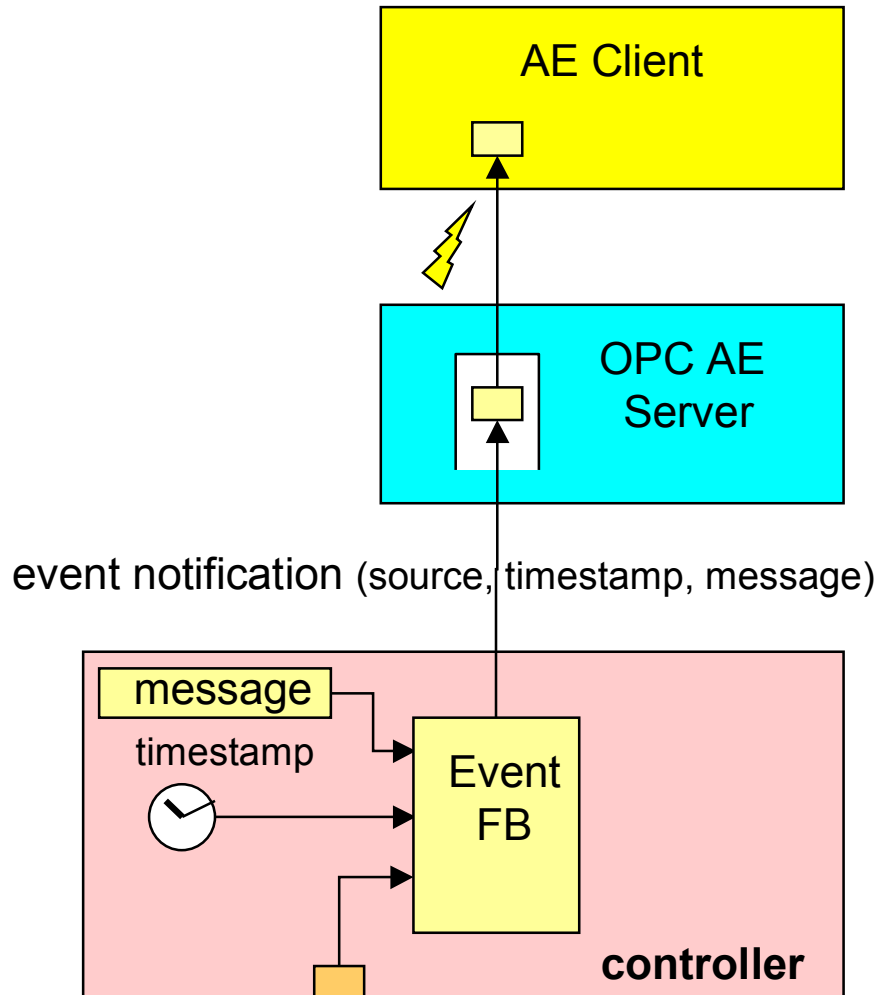 AE Client
OPC AE
Server
event notification (source, timestamp, message)
message
timestamp
Event
FB
controller